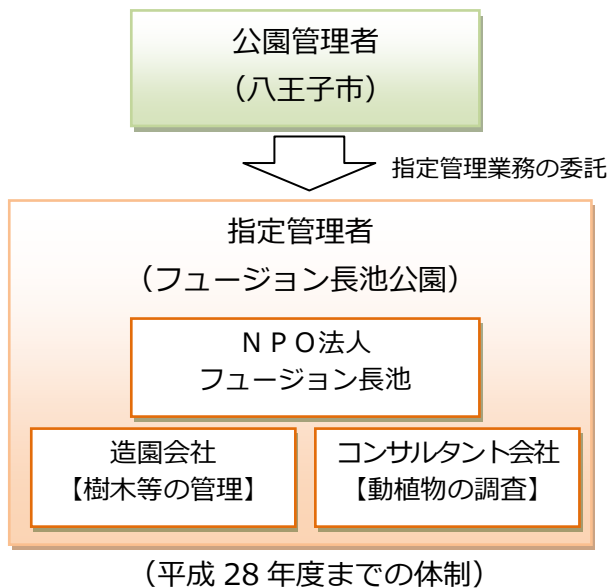 公園管理者
（八王子市）
指定管理業務の委託
指定管理者
（フュージョン長池公園）
ＮＰＯ法人
フュージョン長池
造園会社
【樹木等の管理】
コンサルタント会社
【動植物の調査】
（平成 28 年度までの体制）